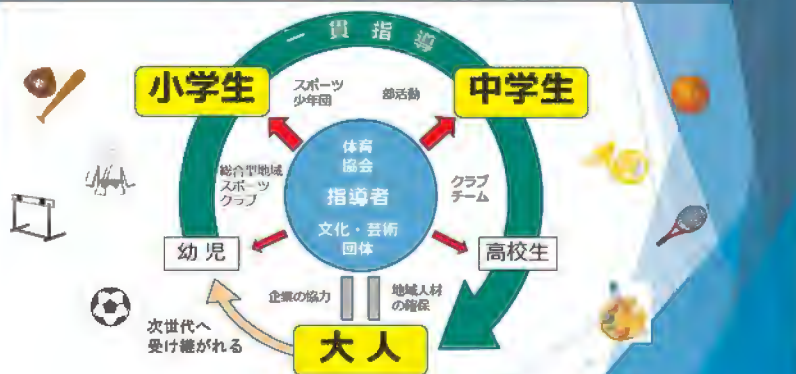 一貫指導
小学生
スポーツ
少年団
部活動
中学生
体育
協会
指導者
文化・芸術
団体
総合型地域
スポーツ
クラブ
クラブ
チーム
幼児
高校生
企業の協力
地域人材
の確保
次世代へ
受け継がれる
大人